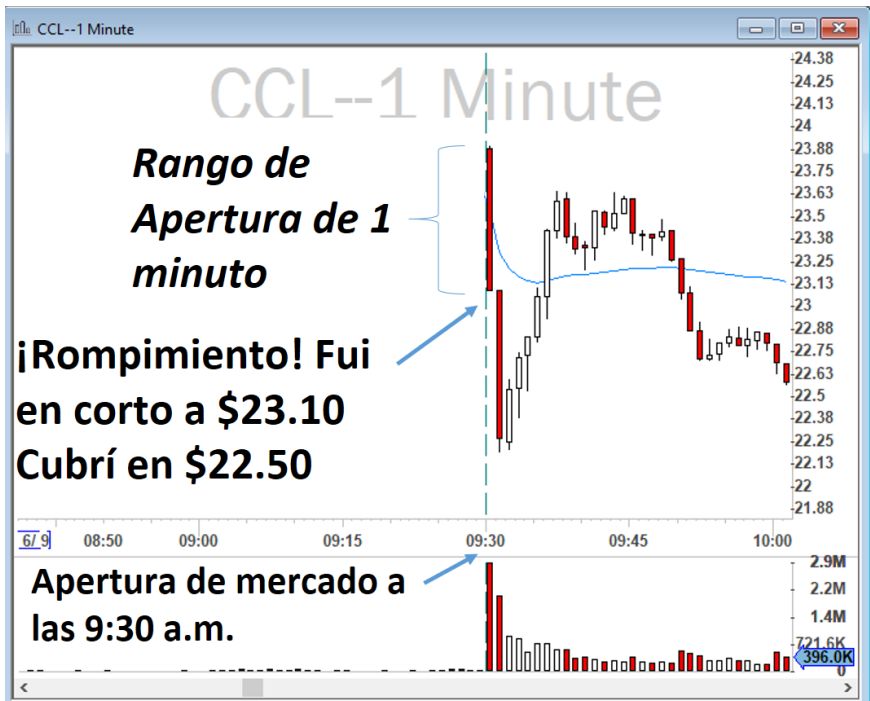 CCL--1 Minute
CCL--1 Minute
24.38
24.25
24.13
24
23.88
23.75
23.63
23.5
23.38
23.25
23.13
23
22.88
22.75
22.63
22.5
22.38
22.25
22.13
22
21.88
Rango de
Apertura de 1
minuto
¡Rompimiento! Fui
en corto a $23.10
Cubrí en $22.50
6/ 9 08:50 09:00 09:15 09:30 09:45 10:00
Apertura de mercado a
las 9:30 a.m.
2.9M
2.2M
1.4M
721.6K
396.0K
0